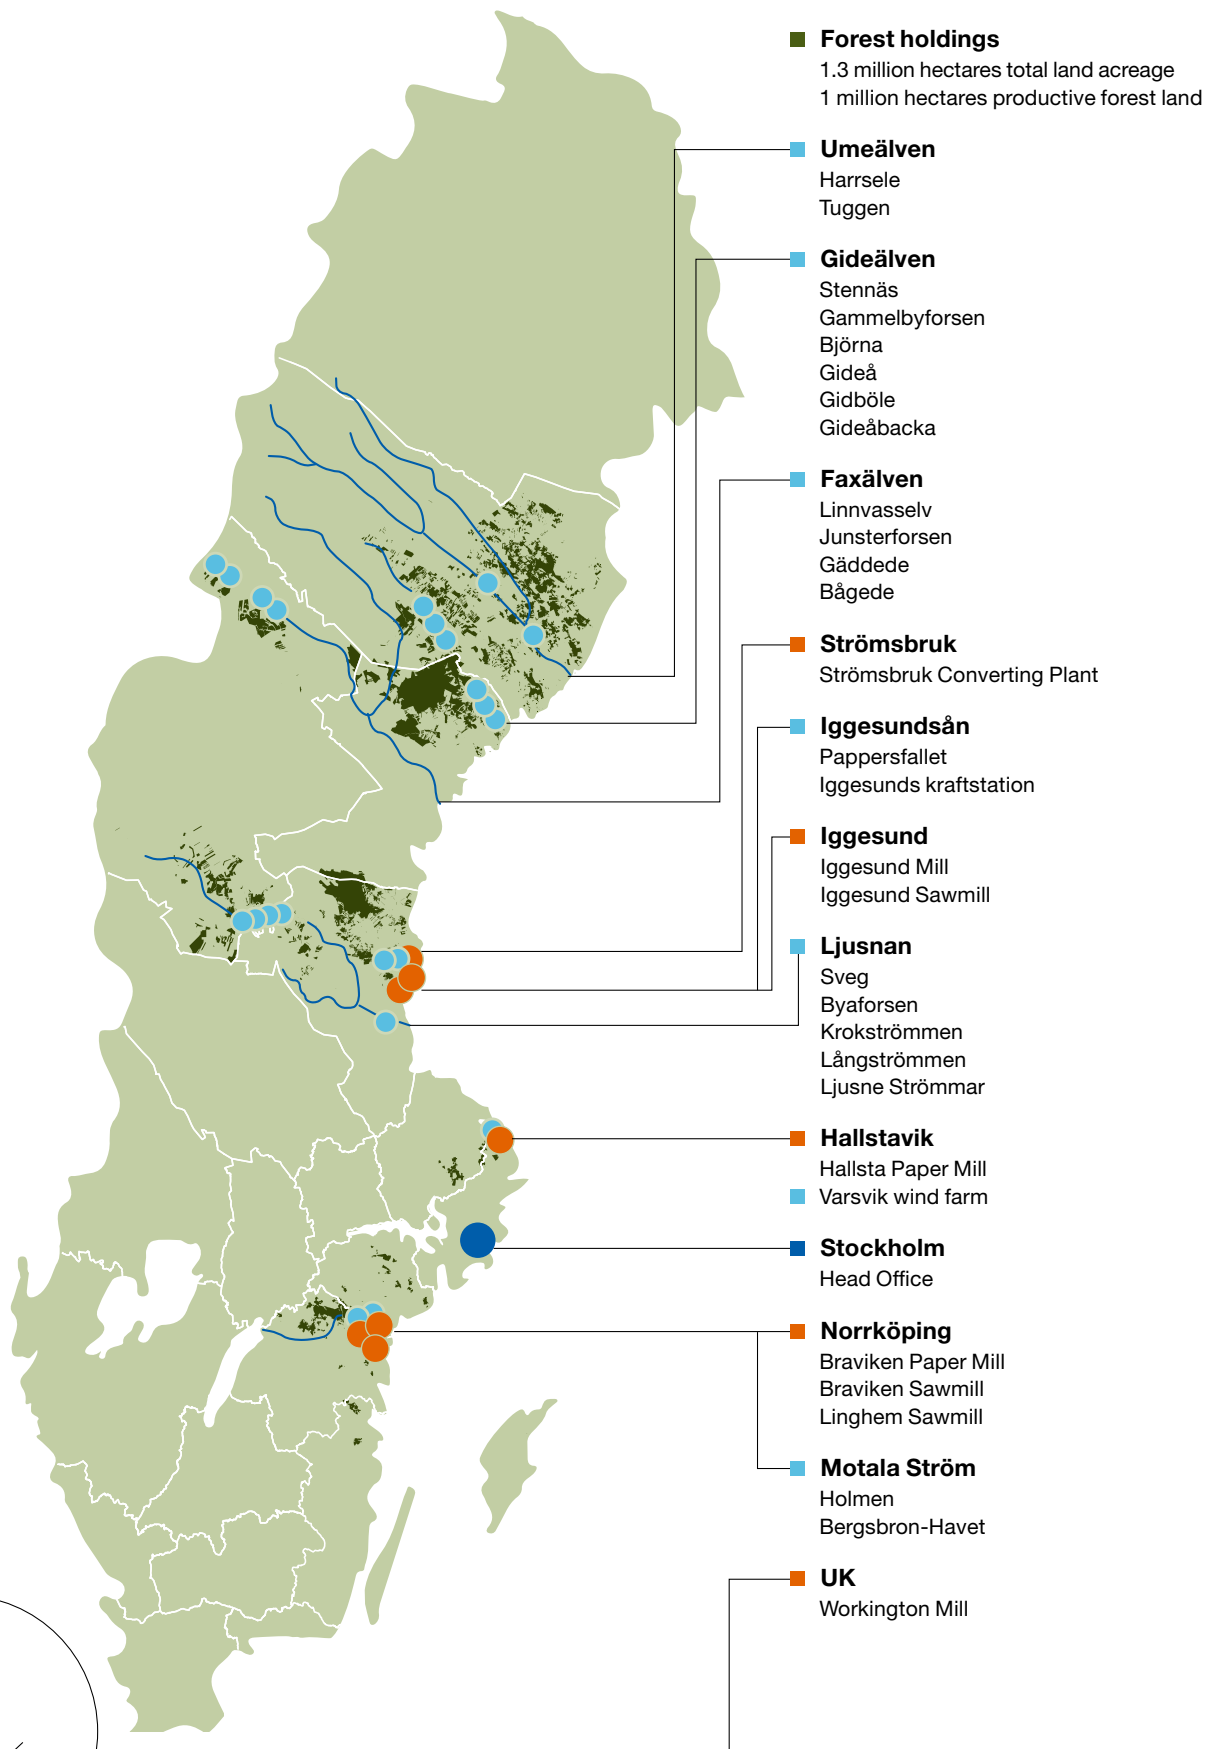 Forest holdings
1.3 million hectares total land acreage
1 million hectares productive forest land
Umeälven
Harrsele
Tuggen
Gideälven
Stennäs
Gammelbyforsen
Björna
Gideå
Gidböle
Gideåbacka
Faxälven
Linnvasselv
Junsterforsen
Gäddede
Bågede
Strömsbruk
Strömsbruk Converting Plant
Iggesundsån
Pappersfallet
Iggesunds kraftstation
Iggesund
Iggesund Mill
Iggesund Sawmill
Ljusnan
Sveg
Byaforsen
Krokströmmen
Långströmmen
Ljusne Strömmar
Hallstavik
Hallsta Paper Mill
Varsvik wind farm
Stockholm
Head Office
Norrköping
Braviken Paper Mill
Braviken Sawmill
Linghem Sawmill
Motala Ström
Holmen
Bergsbron-Havet
UK
Workington Mill